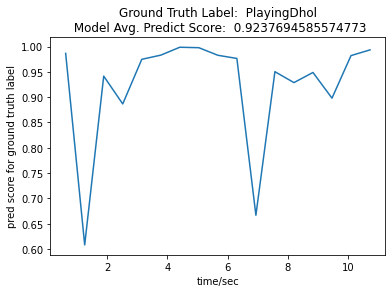 Ground Truth Label:  PlayingDhol
Model Avg. Predict Score:  0.9237694585574773
1.00
0.95
0.90
0.85
0.80
0.75
0.70
0.65
0.60
pred score for ground truth label
2 4 6 8 10
time/sec